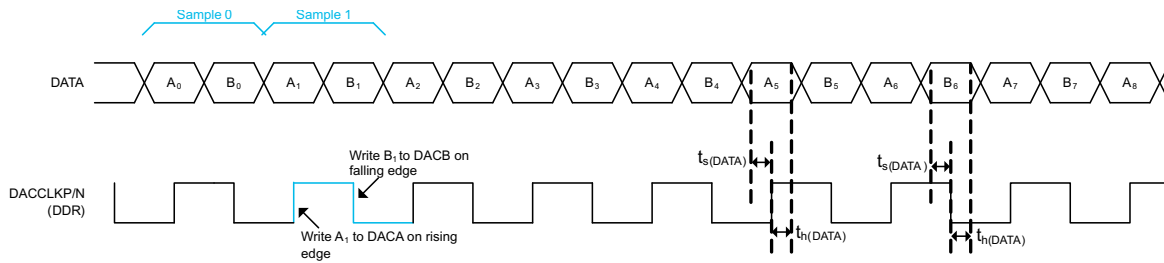 Sample 0 Sample 1
DATA A0 B0 A1 B1 A2 B2 A3 B3 A4 B4 A5 B5 A6 B6 A7 B7 A8
Write B1 to DACB on
falling edge
ts(DATA) ts(DATA)
DACCLKP/N
(DDR)
Write A1 to DACA on rising
edge
th(DATA) th(DATA)